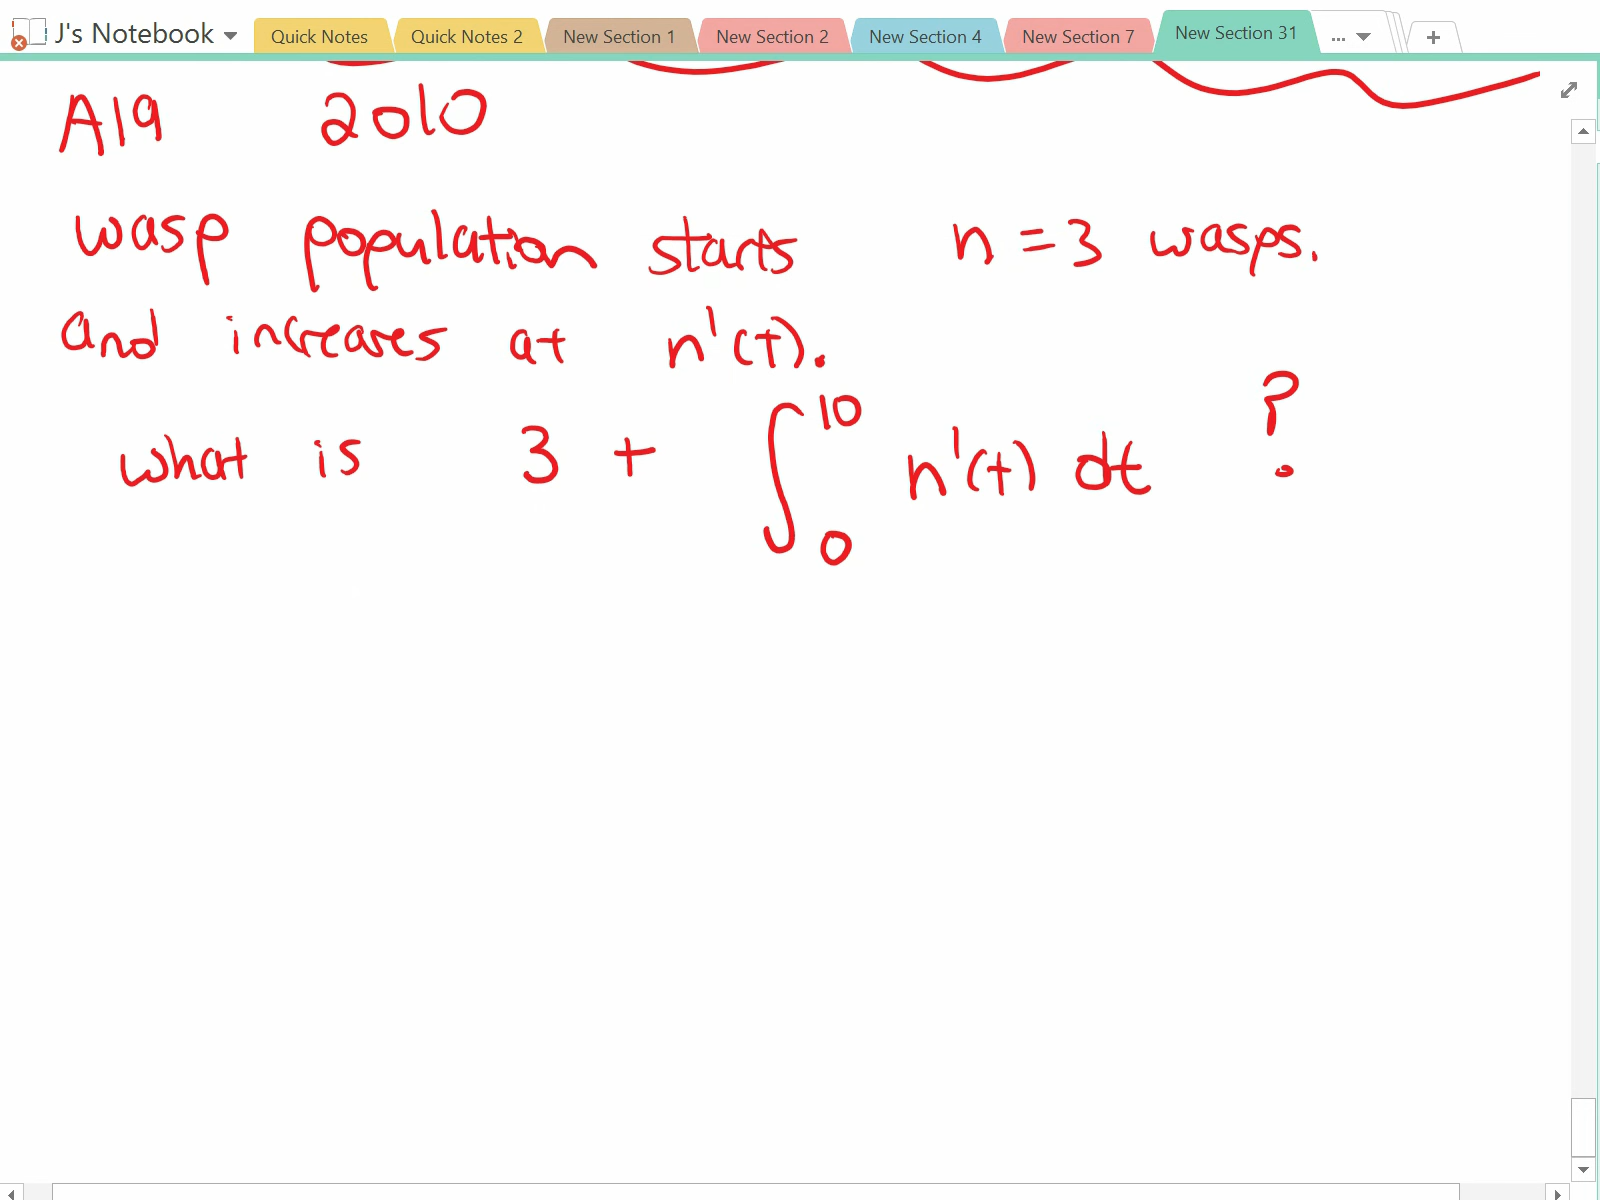 J's Notebook Quick Notes Quick Notes 2 New Section 1 New Section 2 New Section 4 New Section 7 New Section 31 ... +
A19 2010
wasp population starts n = 3 wasps.
and increases at n'(t).
what is 3 + ∫₀¹⁰ n'(t) dt ?